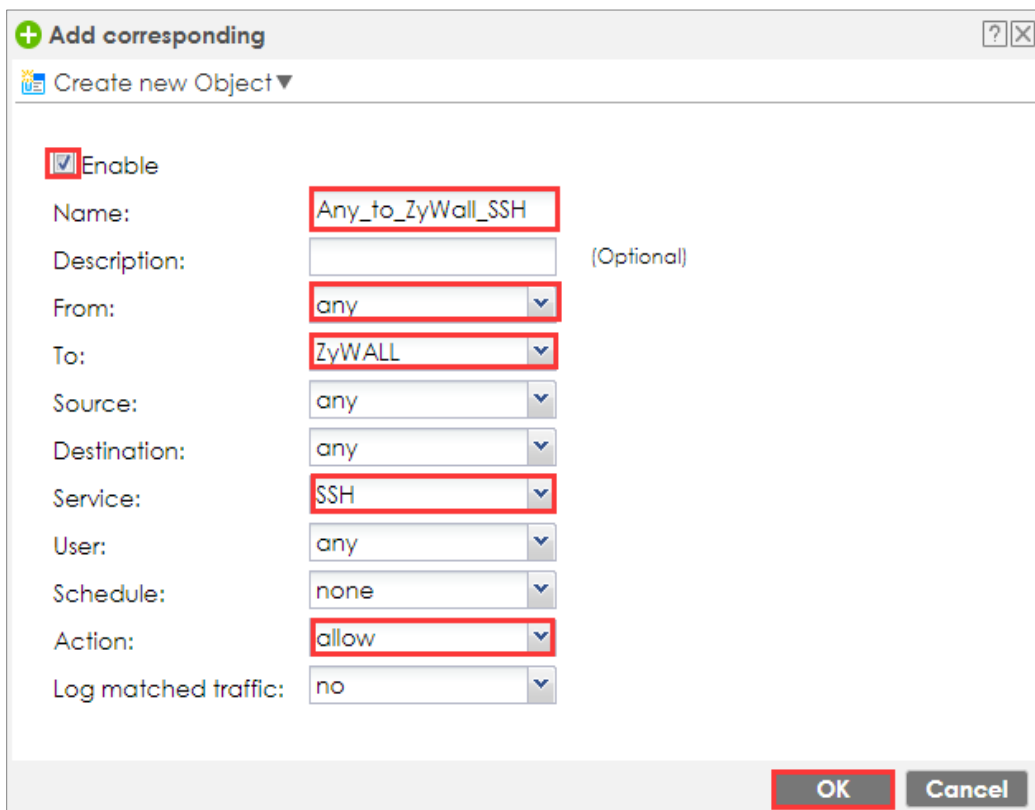 Add corresponding
Create new Object
Enable
Name: Any_to_ZyWall_SSH
Description: (Optional)
From: any
To: ZyWALL
Source: any
Destination: any
Service: SSH
User: any
Schedule: none
Action: allow
Log matched traffic: no
OK Cancel